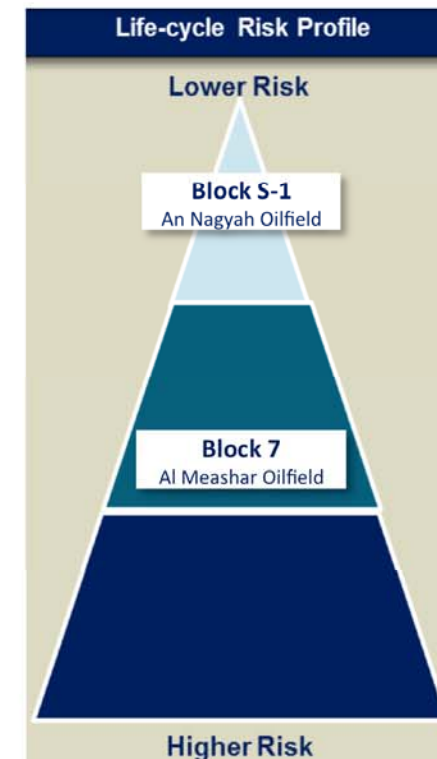 Life-cycle Risk Profile
Lower Risk
Block S-1
An Nagyah Oilfield
Block 7
Al Meashar Oilfield
Higher Risk